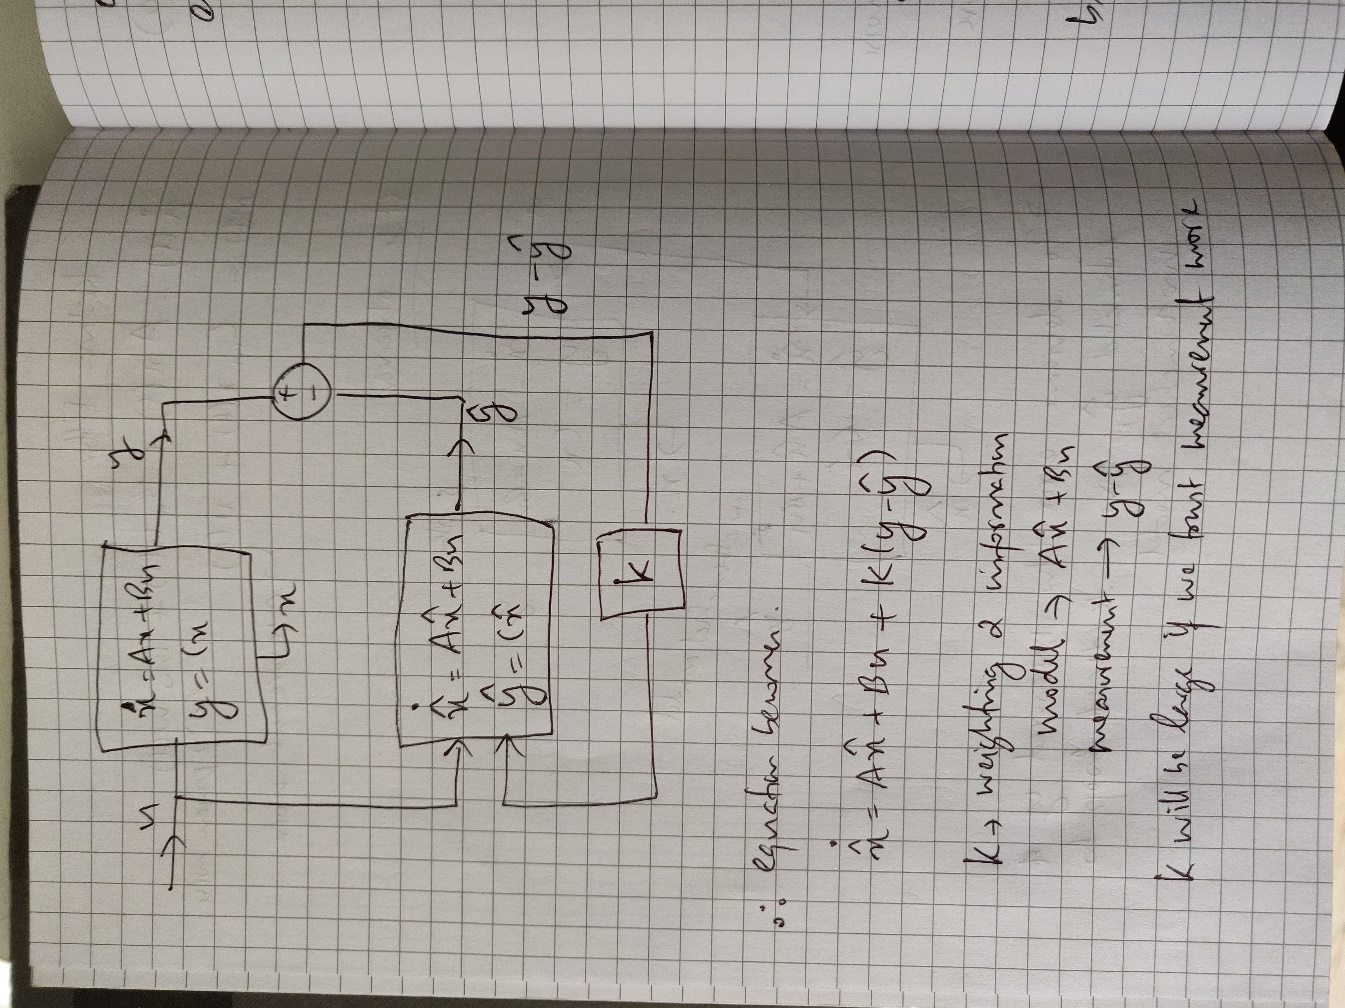 u
ẋ = Ax + Bu
y = Cx
y
x
+
−
x̂̇ = Ax̂ + Bu
ŷ = Cx̂
ŷ
y - ŷ
K
∴ equation becomes.
x̂̇ = Ax̂ + Bu + K(y - ŷ)
K → weighting 2 information
model → Ax̂ + Bu
measurement → y - ŷ
K will be large if we trust measurement more